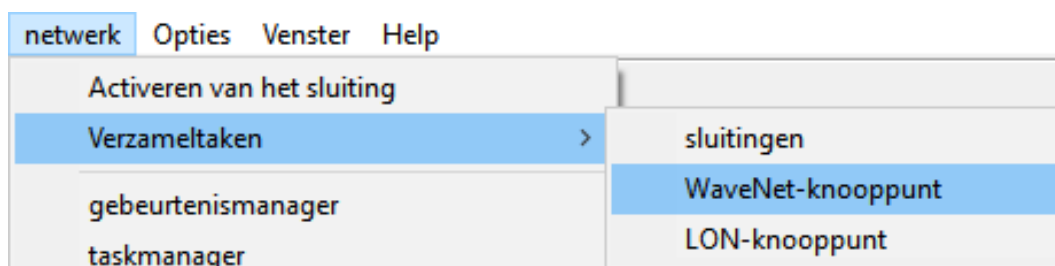 netwerk Opties Venster Help
Activeren van het sluiting
Verzameltaken >
sluitingen
WaveNet-knooppunt
LON-knooppunt
gebeurtenismanager
taskmanager